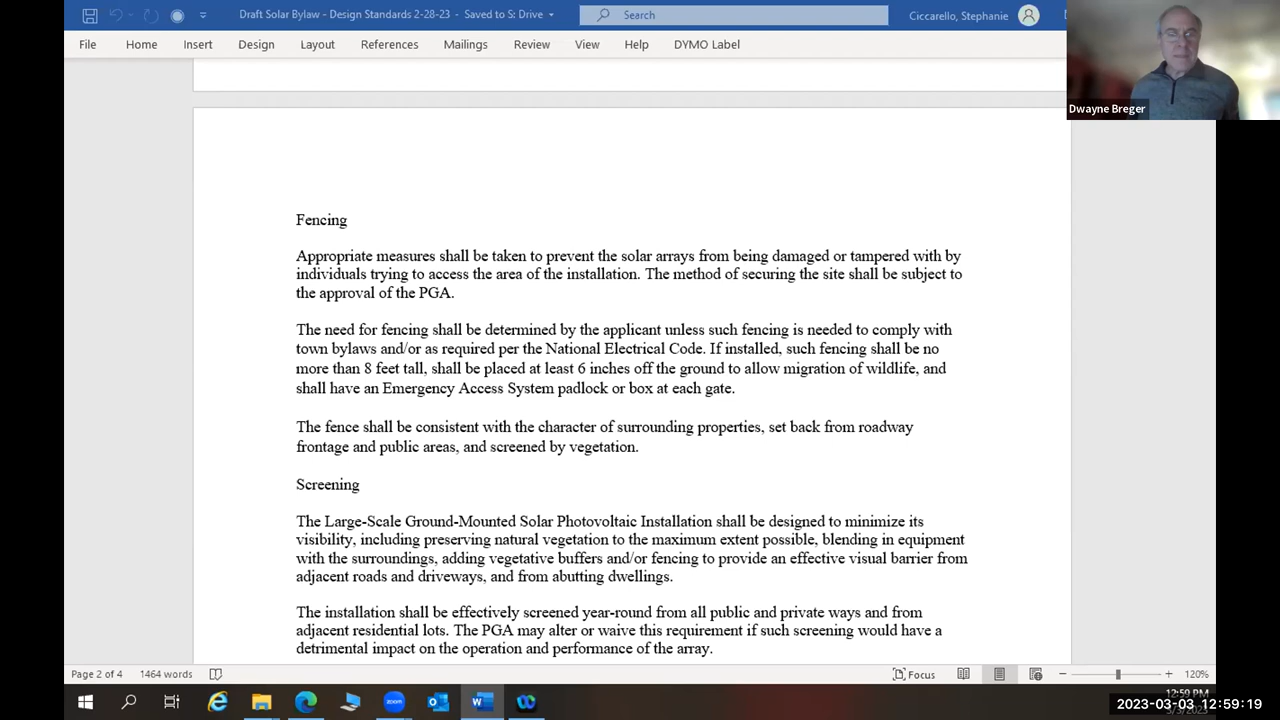 Draft Solar Bylaw - Design Standards 2-28-23 - Saved to S: Drive
Search
Ciccarello, Stephanie
File Home Insert Design Layout References Mailings Review View Help DYMO Label
Dwayne Breger
Fencing
Appropriate measures shall be taken to prevent the solar arrays from being damaged or tampered with by
individuals trying to access the area of the installation. The method of securing the site shall be subject to
the approval of the PGA.
The need for fencing shall be determined by the applicant unless such fencing is needed to comply with
town bylaws and/or as required per the National Electrical Code. If installed, such fencing shall be no
more than 8 feet tall, shall be placed at least 6 inches off the ground to allow migration of wildlife, and
shall have an Emergency Access System padlock or box at each gate.
The fence shall be consistent with the character of surrounding properties, set back from roadway
frontage and public areas, and screened by vegetation.
Screening
The Large-Scale Ground-Mounted Solar Photovoltaic Installation shall be designed to minimize its
visibility, including preserving natural vegetation to the maximum extent possible, blending in equipment
with the surroundings, adding vegetative buffers and/or fencing to provide an effective visual barrier from
adjacent roads and driveways, and from abutting dwellings.
The installation shall be effectively screened year-round from all public and private ways and from
adjacent residential lots. The PGA may alter or waive this requirement if such screening would have a
detrimental impact on the operation and performance of the array.
Page 2 of 4 1464 words Focus 120%
zoom
12:59 PM
2023-03-03 12:59:19